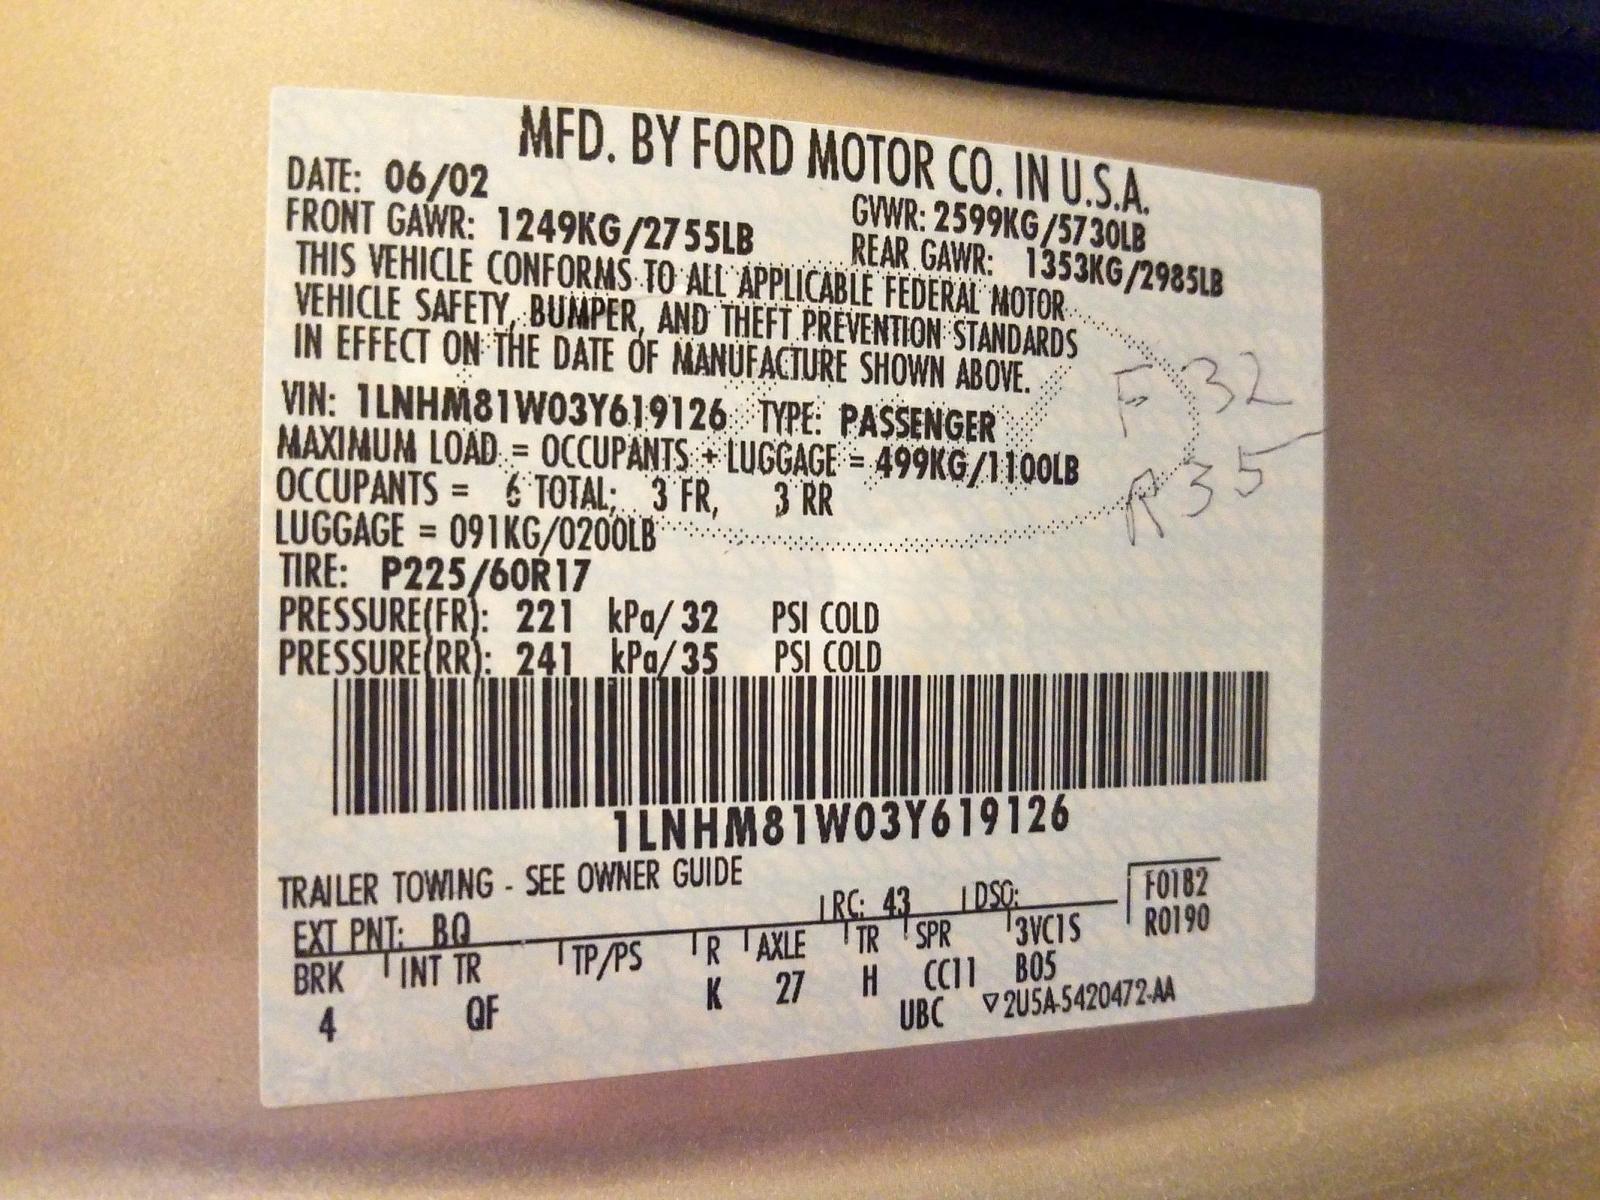 MFD. BY FORD MOTOR CO. IN U.S.A.
DATE: 06/02 GVWR: 2599KG/5730LB
FRONT GAWR: 1249KG/2755LB REAR GAWR: 1353KG/2985LB
THIS VEHICLE CONFORMS TO ALL APPLICABLE FEDERAL MOTOR
VEHICLE SAFETY, BUMPER, AND THEFT PREVENTION STANDARDS
IN EFFECT ON THE DATE OF MANUFACTURE SHOWN ABOVE.
F 32
VIN: 1LNHM81W03Y619126 TYPE: PASSENGER
MAXIMUM LOAD = OCCUPANTS + LUGGAGE = 499KG/1100LB
R 35
OCCUPANTS = 6 TOTAL; 3 FR, 3 RR
LUGGAGE = 091KG/0200LB
TIRE: P225/60R17
PRESSURE(FR): 221 kPa/ 32 PSI COLD
PRESSURE(RR): 241 kPa/ 35 PSI COLD
1LNHM81W03Y619126
TRAILER TOWING - SEE OWNER GUIDE
EXT PNT: BQ RC: 43 DSO: F0182
R0190
BRK INT TR TP/PS R AXLE TR SPR 3VC1S
4 QF K 27 H CC11 B05
UBC ▽2U5A-5420472-AA